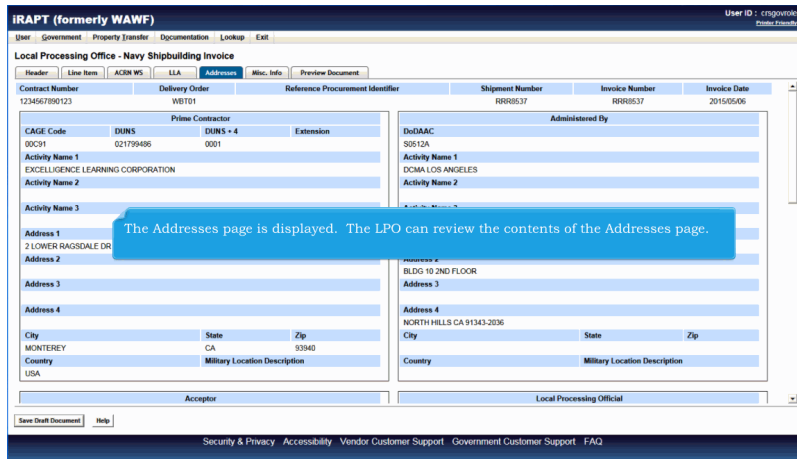 iRAPT (formerly WAWF)
User ID : crsgovrole
Printer Friendly
User Government Property Transfer Documentation Lookup Exit
Local Processing Office - Navy Shipbuilding Invoice
Header Line Item ACRN WS LLA Addresses Misc. Info Preview Document
Contract Number Delivery Order Reference Procurement Identifier Shipment Number Invoice Number Invoice Date
1234567890123 WBT01 RRR8537 RRR8537 2015/05/06
Prime Contractor
CAGE Code DUNS DUNS + 4 Extension
00C91 021799486 0001
Activity Name 1
EXCELLIGENCE LEARNING CORPORATION
Activity Name 2
Activity Name 3
Address 1
2 LOWER RAGSDALE DR
Address 2
Address 3
Address 4
City State Zip
MONTEREY CA 93940
Country Military Location Description
USA
Administered By
DoDAAC
S0512A
Activity Name 1
DCMA LOS ANGELES
Activity Name 2
Activity Name 3
The Addresses page is displayed. The LPO can review the contents of the Addresses page.
Address 2
BLDG 10 2ND FLOOR
Address 3
Address 4
NORTH HILLS CA 91343-2036
City State Zip
Country Military Location Description
Acceptor
Local Processing Official
Save Draft Document Help
Security & Privacy Accessibility Vendor Customer Support Government Customer Support FAQ